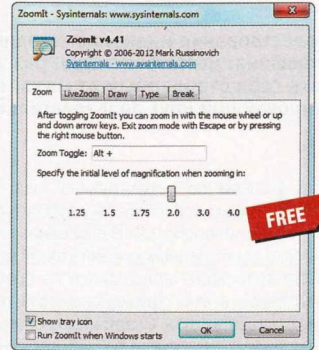 ZoomIt - Sysinternals: www.sysinternals.com
ZoomIt v4.41
Copyright © 2006-2012 Mark Russinovich
Sysinternals - www.sysinternals.com
Zoom LiveZoom Draw Type Break
After toggling ZoomIt you can zoom in with the mouse wheel or up
and down arrow keys. Exit zoom mode with Escape or by pressing
the right mouse button.
Zoom Toggle: Alt +
Specify the initial level of magnification when zooming in:
1.25 1.5 1.75 2.0 3.0 4.0
FREE
Show tray icon
Run ZoomIt when Windows starts
OK Cancel